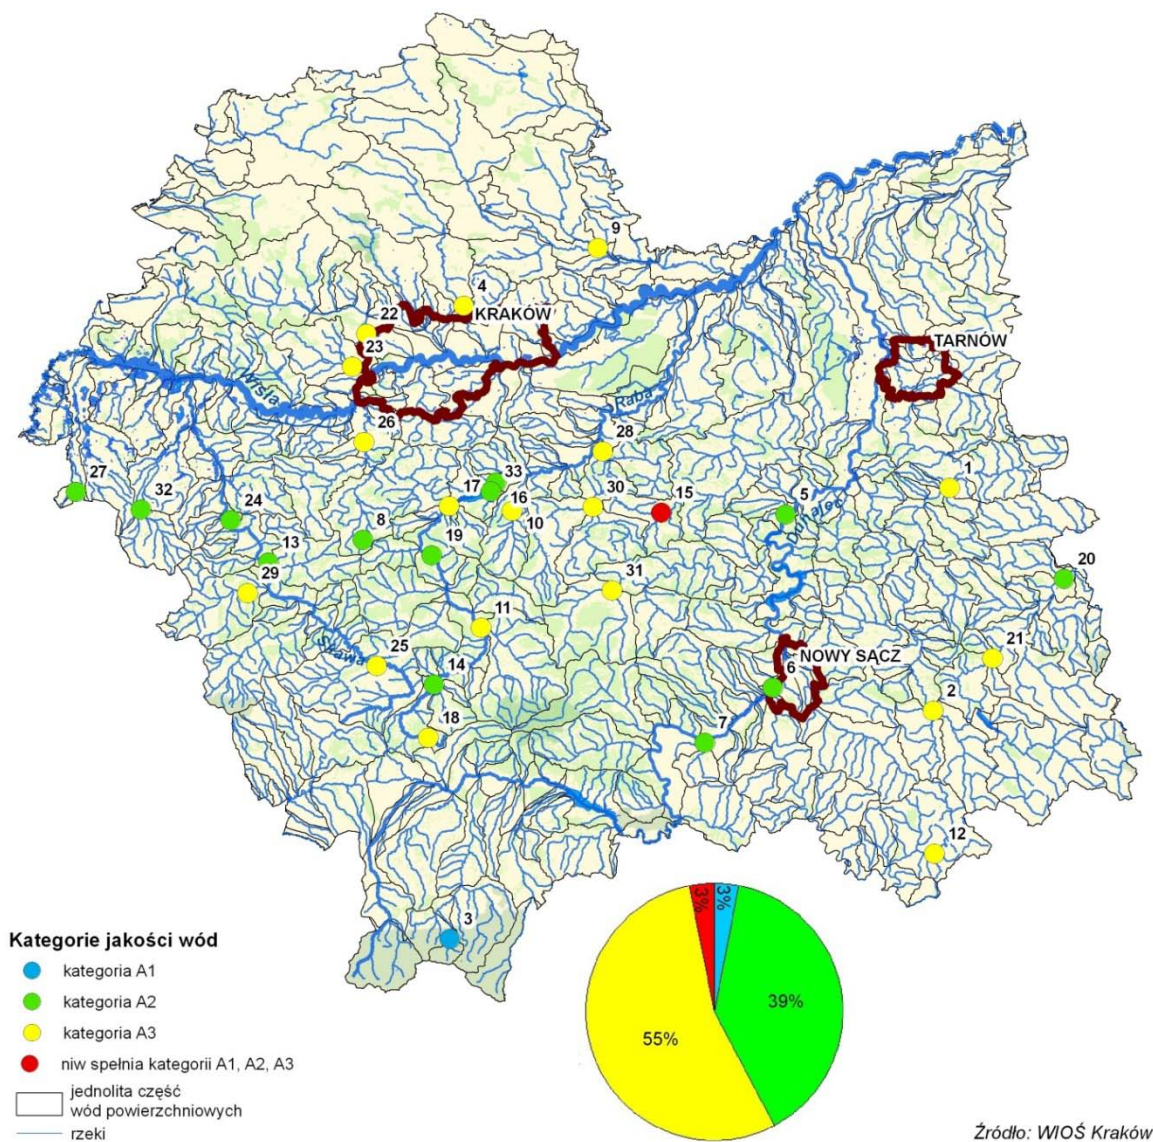 9
4
KRAKÓW
22
23
TARNÓW
Wisła
Raba
26
28
1
27
33
17
32
24
16
30
15
5
10
8
Dunajec
19
13
20
29
31
11
21
25
Skawa
NOWY SĄCZ
14
6
2
18
7
12
3
Kategorie jakości wód
kategoria A1
kategoria A2
kategoria A3
niw spełnia kategorii A1, A2, A3
jednolita część
wód powierzchniowych
rzeki
3%
3%
39%
55%
Źródło: WIOŚ Kraków